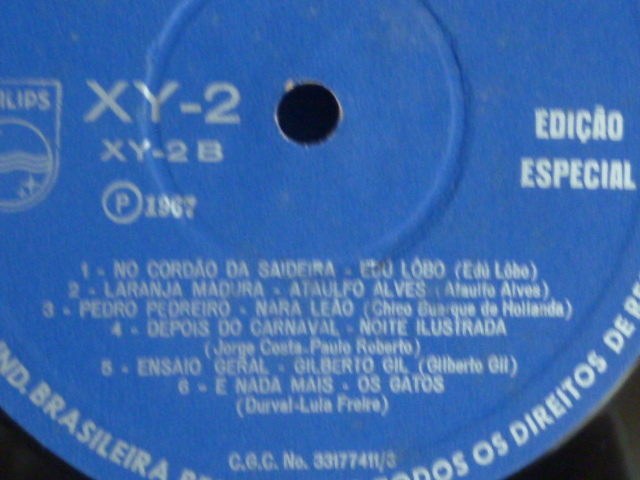 PHILIPS
XY-2
XY-2 B
Ⓟ 1967
EDIÇÃO
ESPECIAL
1 - NO CORDÃO DA SAIDEIRA - EDÚ LÔBO (Edú Lôbo)
2 - LARANJA MADURA - ATAULFO ALVES (Ataulfo Alves)
3 - PEDRO PEDREIRO - NARA LEÃO (Chico Buarque de Hollanda)
4 - DEPOIS DO CARNAVAL - NOITE ILUSTRADA
(Jorge Costa-Paulo Roberto)
5 - ENSAIO GERAL - GILBERTO GIL (Gilberto Gil)
6 - E NADA MAIS - OS GATOS
(Durval-Lula Freire)
C.G.C. No. 33177411/3
IND. BRASILEIRA TODOS OS DIREITOS DE